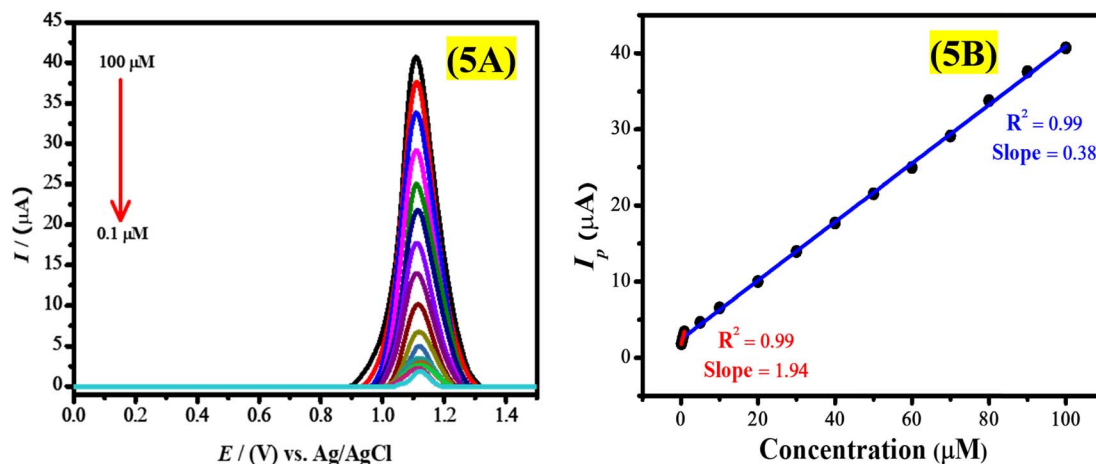 45
40
35
30
25
20
15
10
5
0
I / (μA)
100 μM
0.1 μM
(5A)
0.0 0.2 0.4 0.6 0.8 1.0 1.2 1.4
E / (V) vs. Ag/AgCl
40
30
20
10
0
Ip (μA)
(5B)
R² = 0.99
Slope = 0.38
R² = 0.99
Slope = 1.94
0 20 40 60 80 100
Concentration (μM)